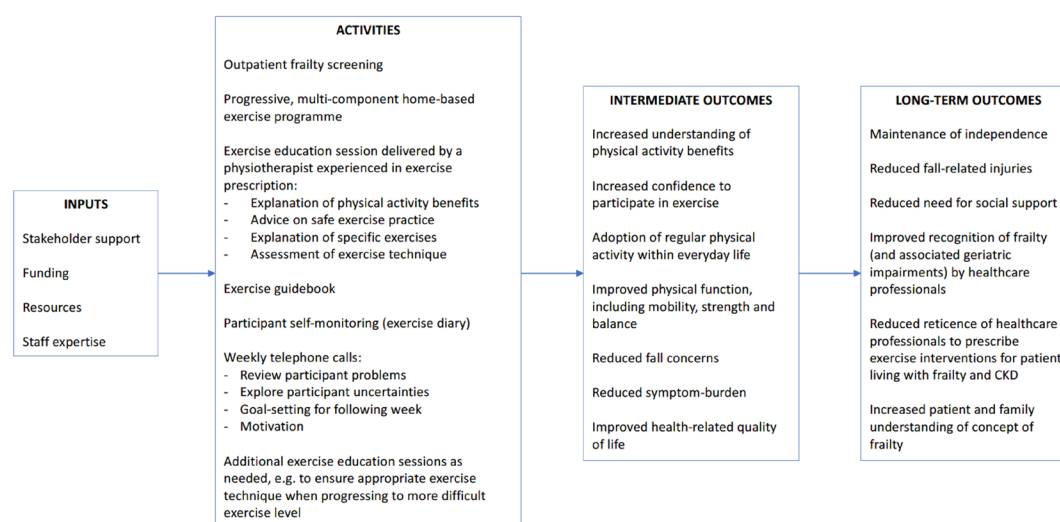 INPUTS
Stakeholder support
Funding
Resources
Staff expertise
ACTIVITIES
Outpatient frailty screening
Progressive, multi-component home-based
exercise programme
Exercise education session delivered by a
physiotherapist experienced in exercise
prescription:
- Explanation of physical activity benefits
- Advice on safe exercise practice
- Explanation of specific exercises
- Assessment of exercise technique
Exercise guidebook
Participant self-monitoring (exercise diary)
Weekly telephone calls:
- Review participant problems
- Explore participant uncertainties
- Goal-setting for following week
- Motivation
Additional exercise education sessions as
needed, e.g. to ensure appropriate exercise
technique when progressing to more difficult
exercise level
INTERMEDIATE OUTCOMES
Increased understanding of
physical activity benefits
Increased confidence to
participate in exercise
Adoption of regular physical
activity within everyday life
Improved physical function,
including mobility, strength and
balance
Reduced fall concerns
Reduced symptom-burden
Improved health-related quality
of life
LONG-TERM OUTCOMES
Maintenance of independence
Reduced fall-related injuries
Reduced need for social support
Improved recognition of frailty
(and associated geriatric
impairments) by healthcare
professionals
Reduced reticence of healthcare
professionals to prescribe
exercise interventions for patient
living with frailty and CKD
Increased patient and family
understanding of concept of
frailty